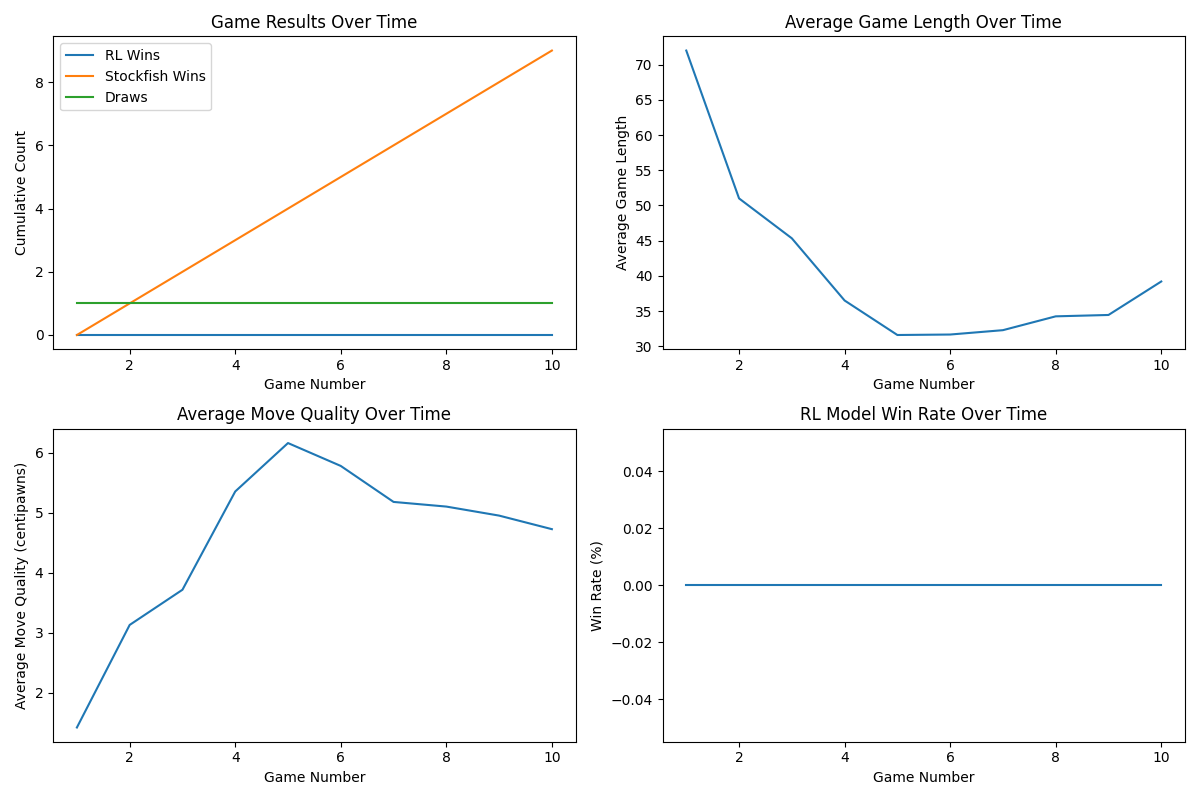 Game Results Over Time
RL Wins
Stockfish Wins
Draws
Cumulative Count
8
6
4
2
0
2 4 6 8 10
Game Number
Average Game Length Over Time
Average Game Length
70
65
60
55
50
45
40
35
30
2 4 6 8 10
Game Number
Average Move Quality Over Time
Average Move Quality (centipawns)
6
5
4
3
2
2 4 6 8 10
Game Number
RL Model Win Rate Over Time
Win Rate (%)
0.04
0.02
0.00
−0.02
−0.04
2 4 6 8 10
Game Number